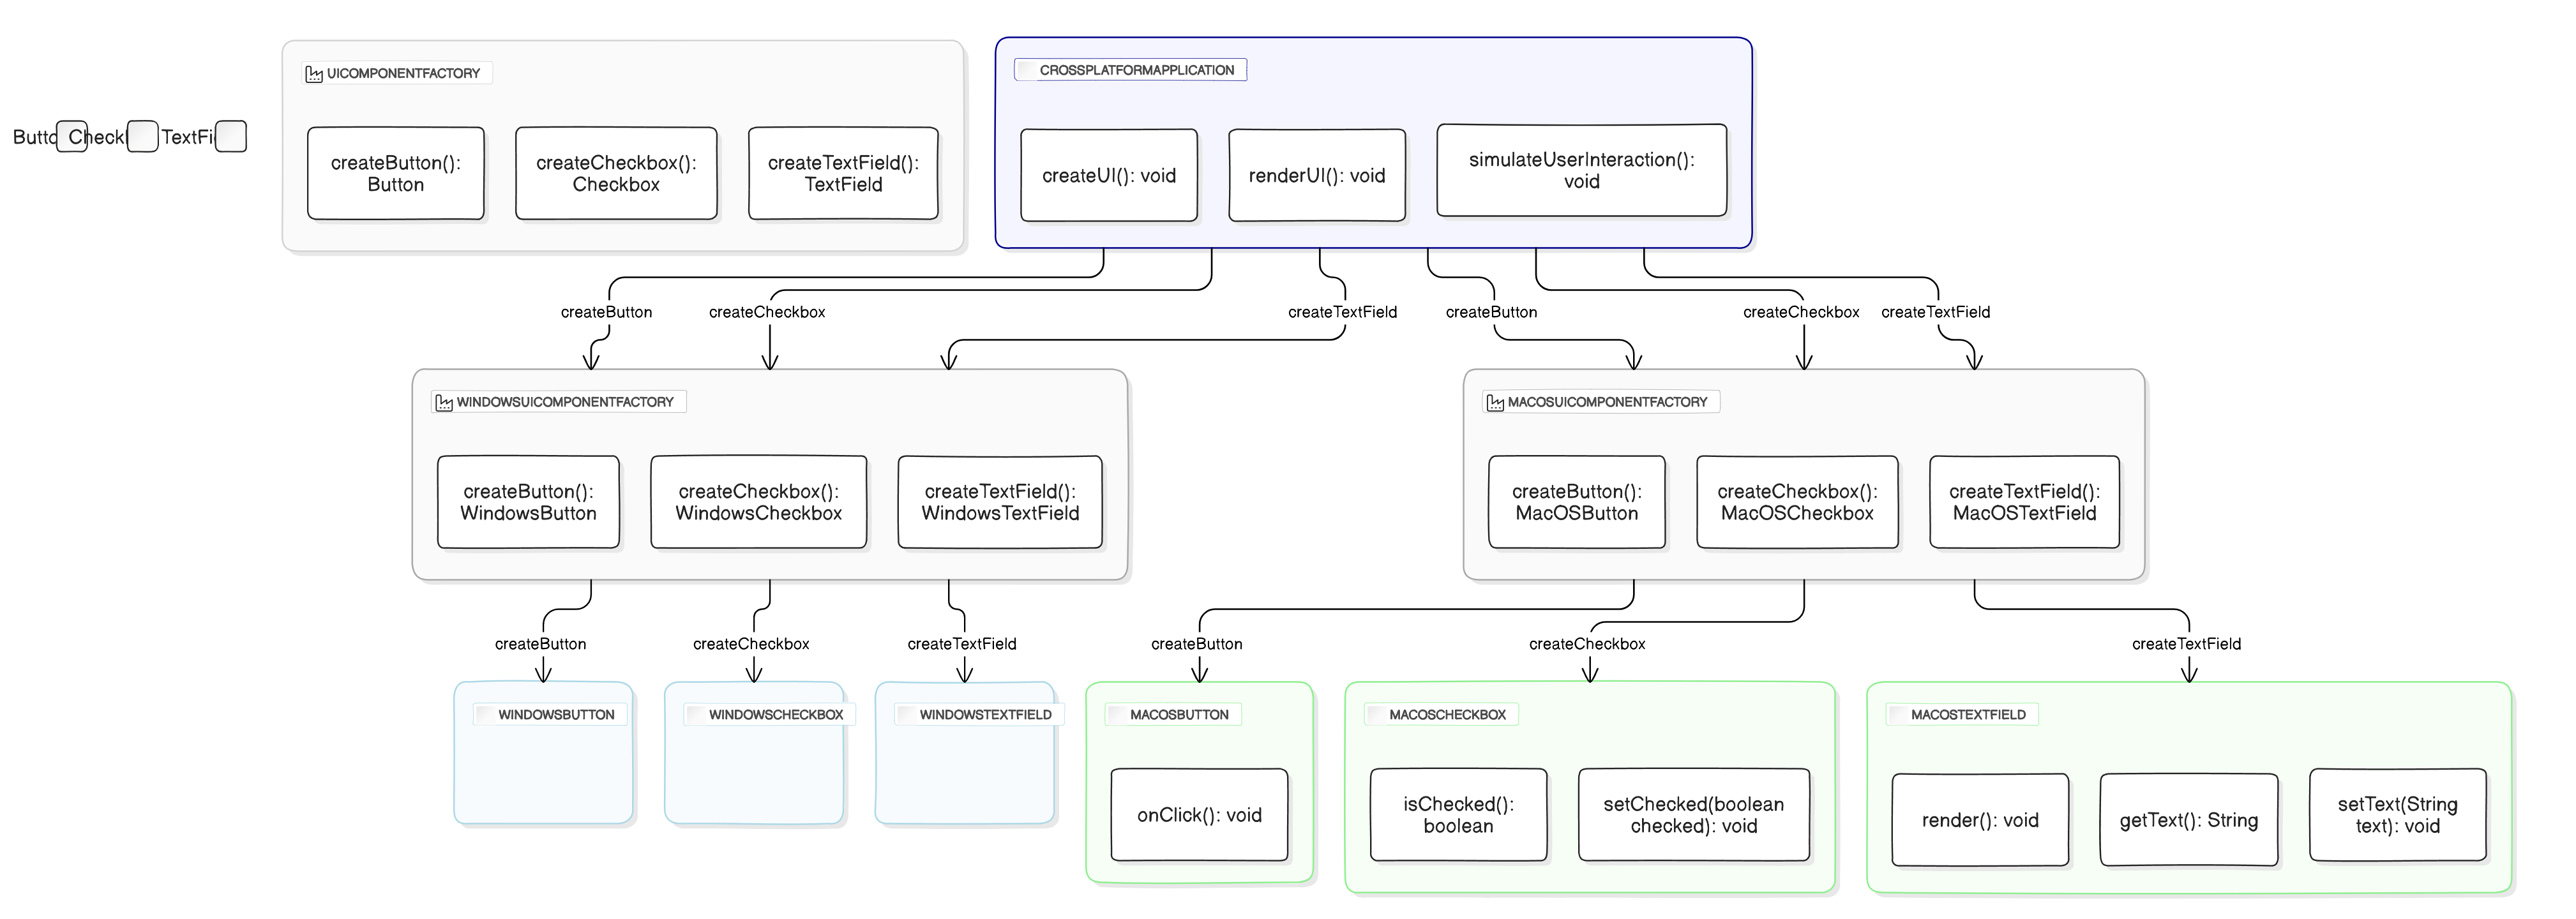 UICOMPONENTFACTORY
CROSSPLATFORMAPPLICATION
TextFi
createButton():
Button
createCheckbox():
Checkbox
createTextField():
TextField
createUI(): void
renderUI(): void
simulateUserInteraction():
void
createButton
createCheckbox
createTextField
createButton
createCheckbox
createTextField
WINDOWSUICOMPONENTFACTORY
MACOSUICOMPONENTFACTORY
createButton():
WindowsButton
createCheckbox():
WindowsCheckbox
createTextField():
WindowsTextField
createButton():
MacOSButton
createCheckbox():
MacOSCheckbox
createTextField():
MacOSTextField
createButton
createCheckbox
createTextField
createButton
createCheckbox
createTextField
WINDOWSBUTTON
WINDOWSCHECKBOX
WINDOWSTEXTFIELD
MACOSBUTTON
MACOSCHECKBOX
MACOSTEXTFIELD
onClick(): void
isChecked():
boolean
setChecked(boolean
checked): void
render(): void
getText(): String
setText(String
text): void